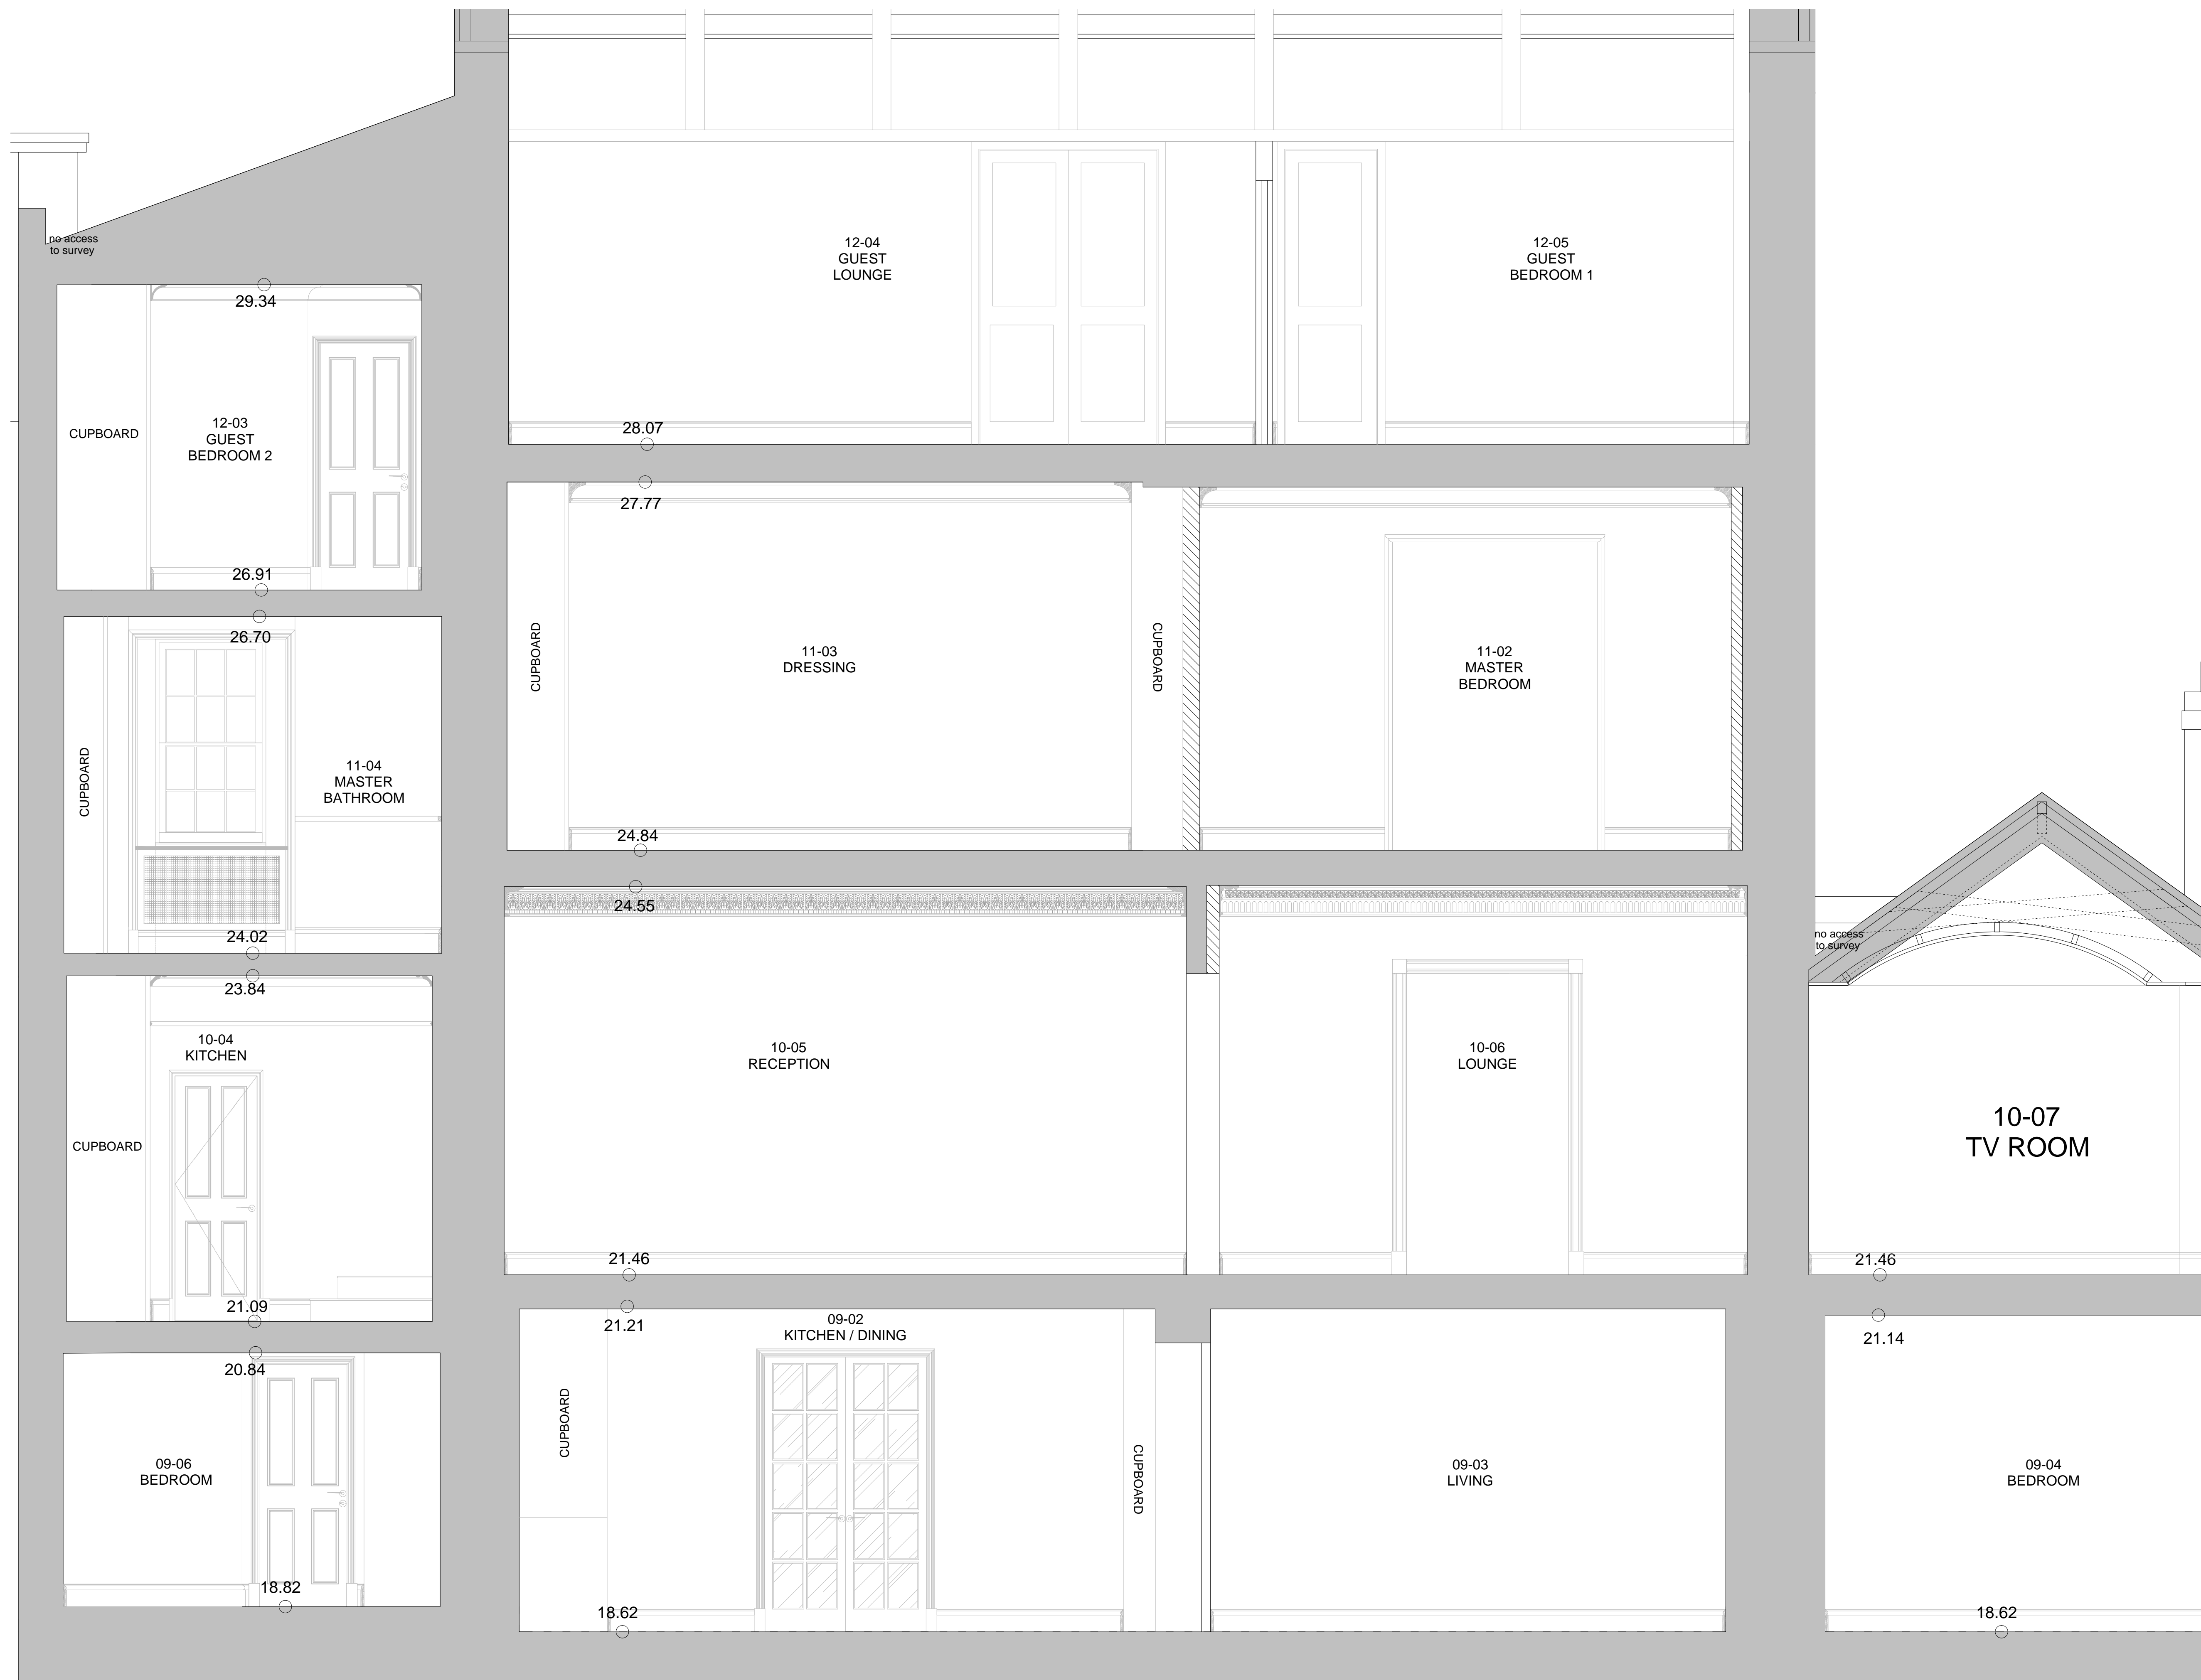 no access
to survey
12-04
GUEST
LOUNGE
12-05
GUEST
BEDROOM 1
29.34
CUPBOARD
12-03
GUEST
BEDROOM 2
28.07
27.77
26.91
26.70
CUPBOARD
11-03
DRESSING
CUPBOARD
11-02
MASTER
BEDROOM
CUPBOARD
11-04
MASTER
BATHROOM
24.84
24.55
24.02
no access
to survey
23.84
10-04
KITCHEN
10-05
RECEPTION
10-06
LOUNGE
10-07
TV ROOM
CUPBOARD
21.46
21.46
21.09
21.21
09-02
KITCHEN / DINING
21.14
20.84
CUPBOARD
CUPBOARD
09-06
BEDROOM
09-03
LIVING
09-04
BEDROOM
18.82
18.62
18.62